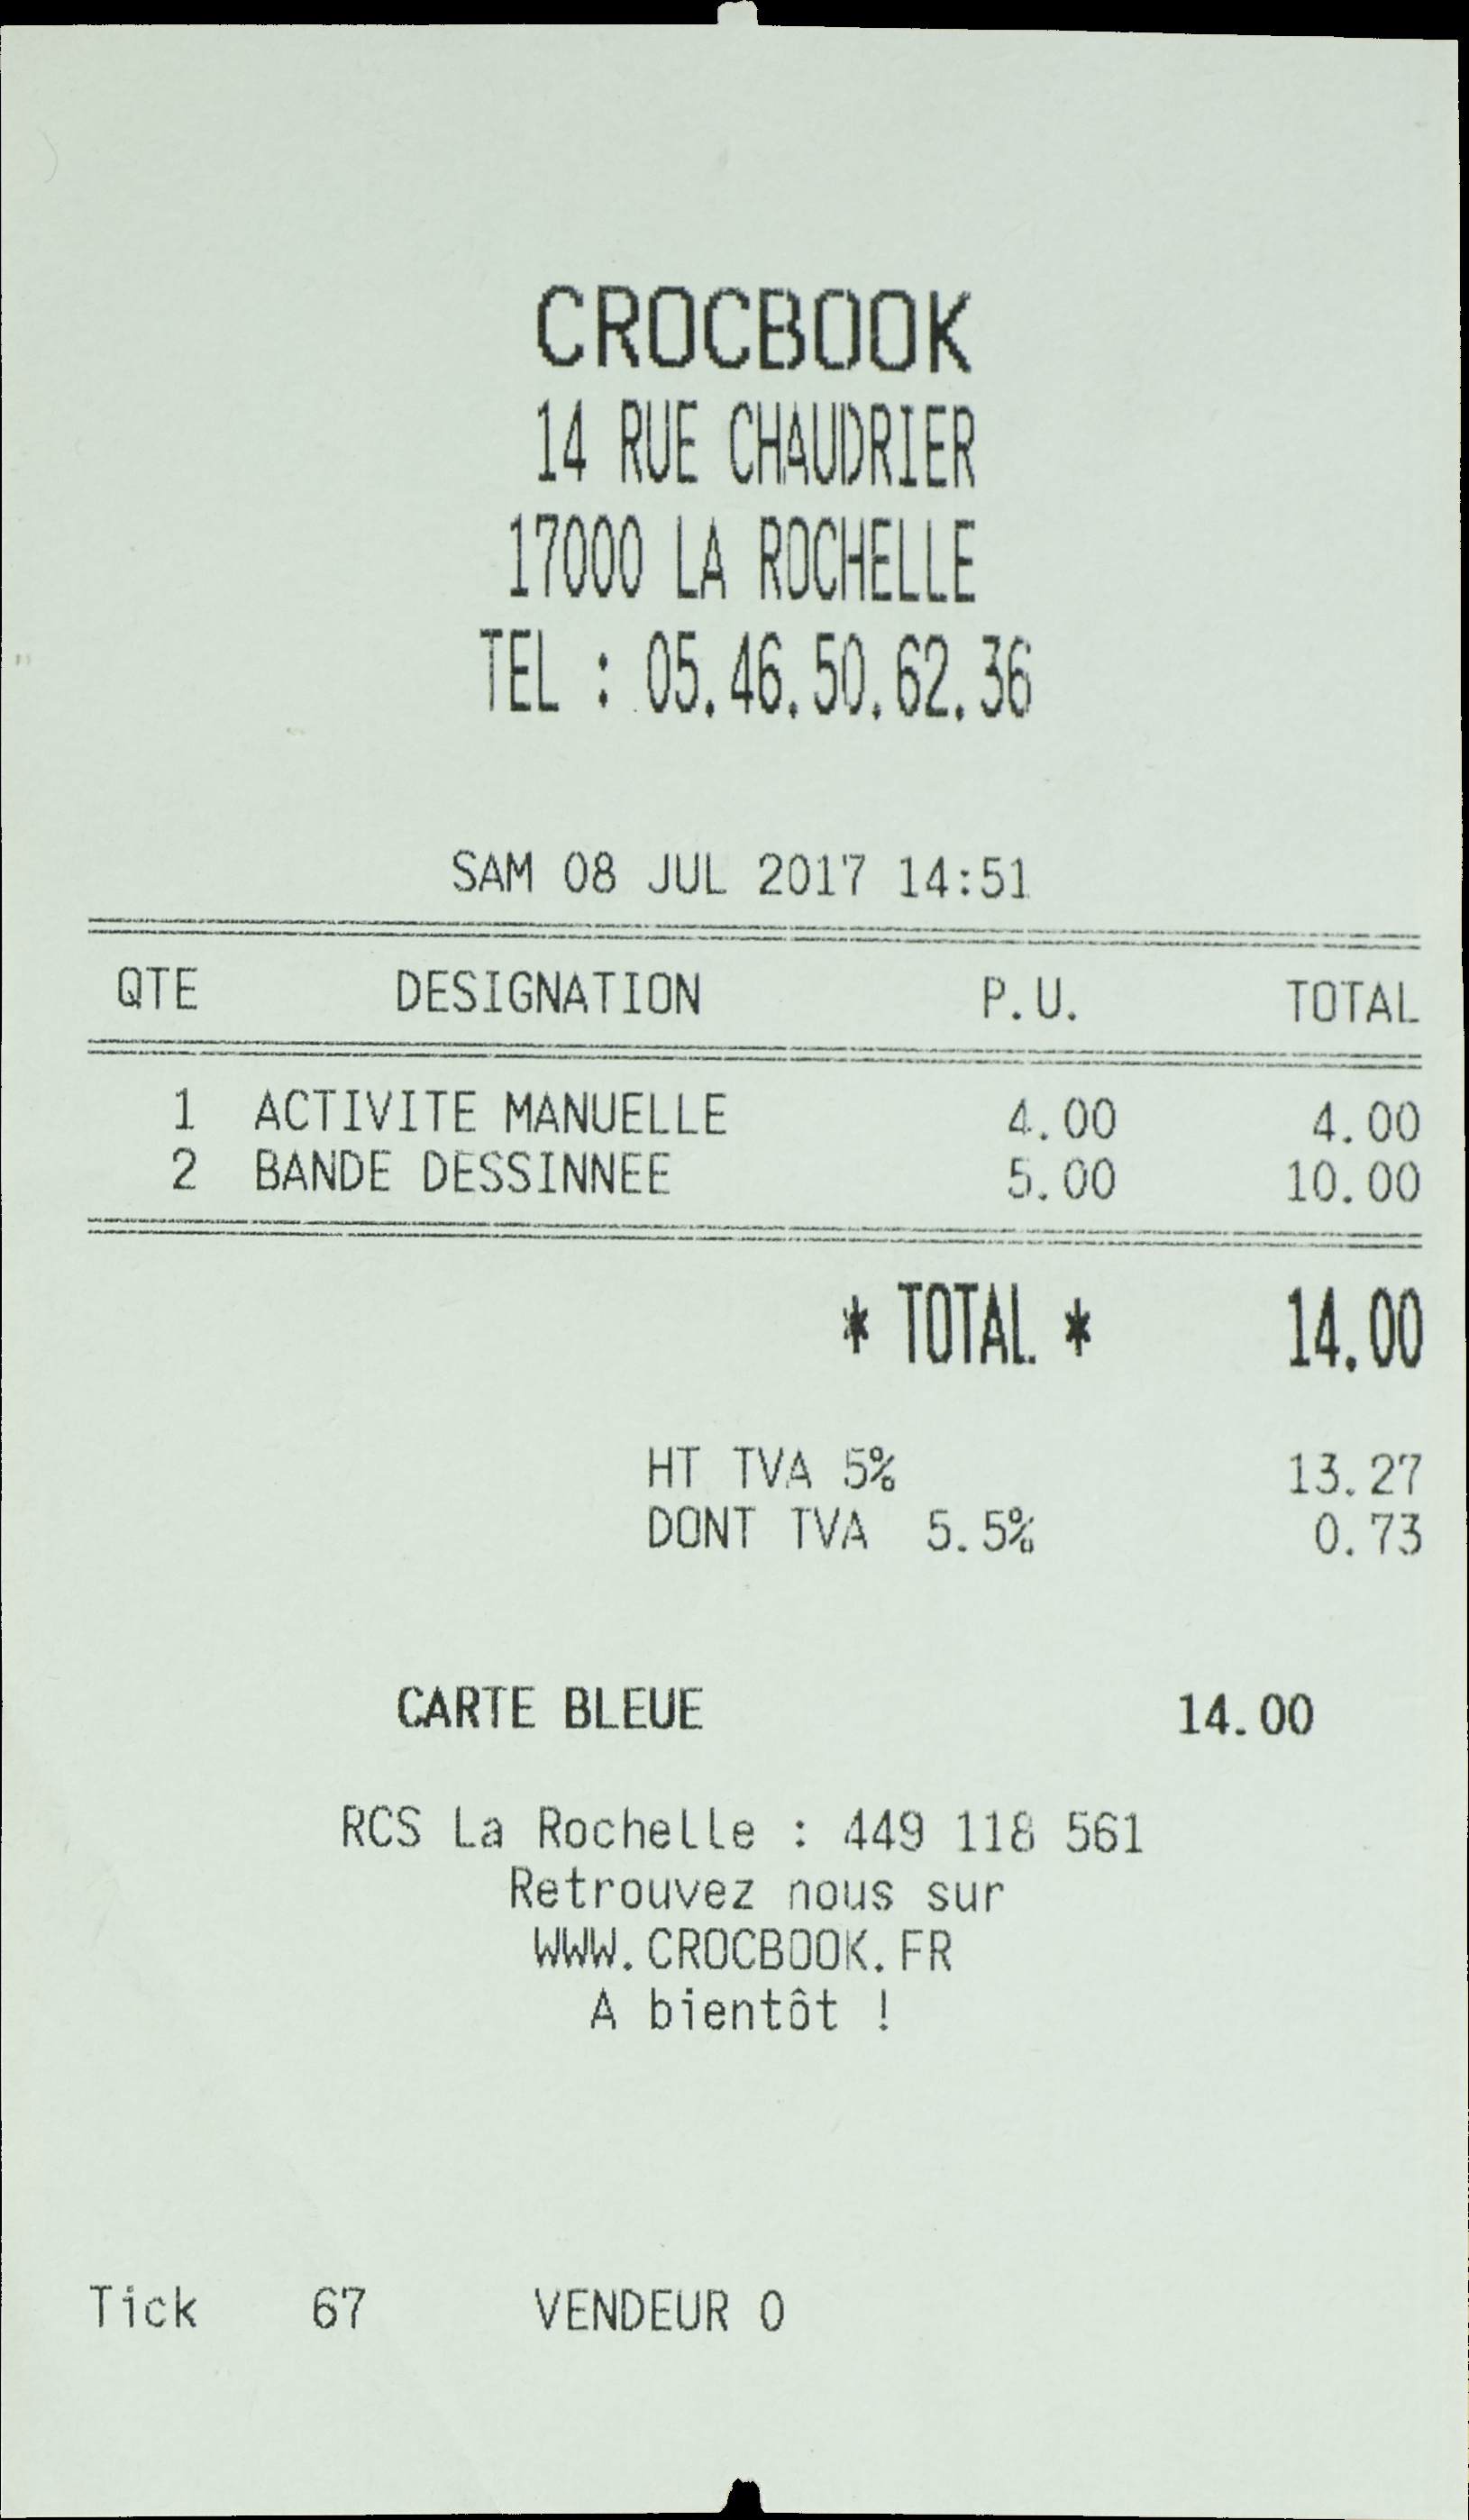 CROCBOOK
14 RUE CHAUDRIER
17000 LA ROCHELLE
TEL : 05.46.50.62.36
SAM 08 JUL 2017 14:51
QTE DESIGNATION P.U. TOTAL
1 ACTIVITE MANUELLE 4.00 4.00
2 BANDE DESSINNEE 5.00 10.00
* TOTAL * 14.00
HT TVA 5% 13.27
DONT TVA 5.5% 0.73
CARTE BLEUE 14.00
RCS La Rochelle : 449 118 561
Retrouvez nous sur
WWW.CROCBOOK.FR
A bientôt !
Tick 67 VENDEUR 0